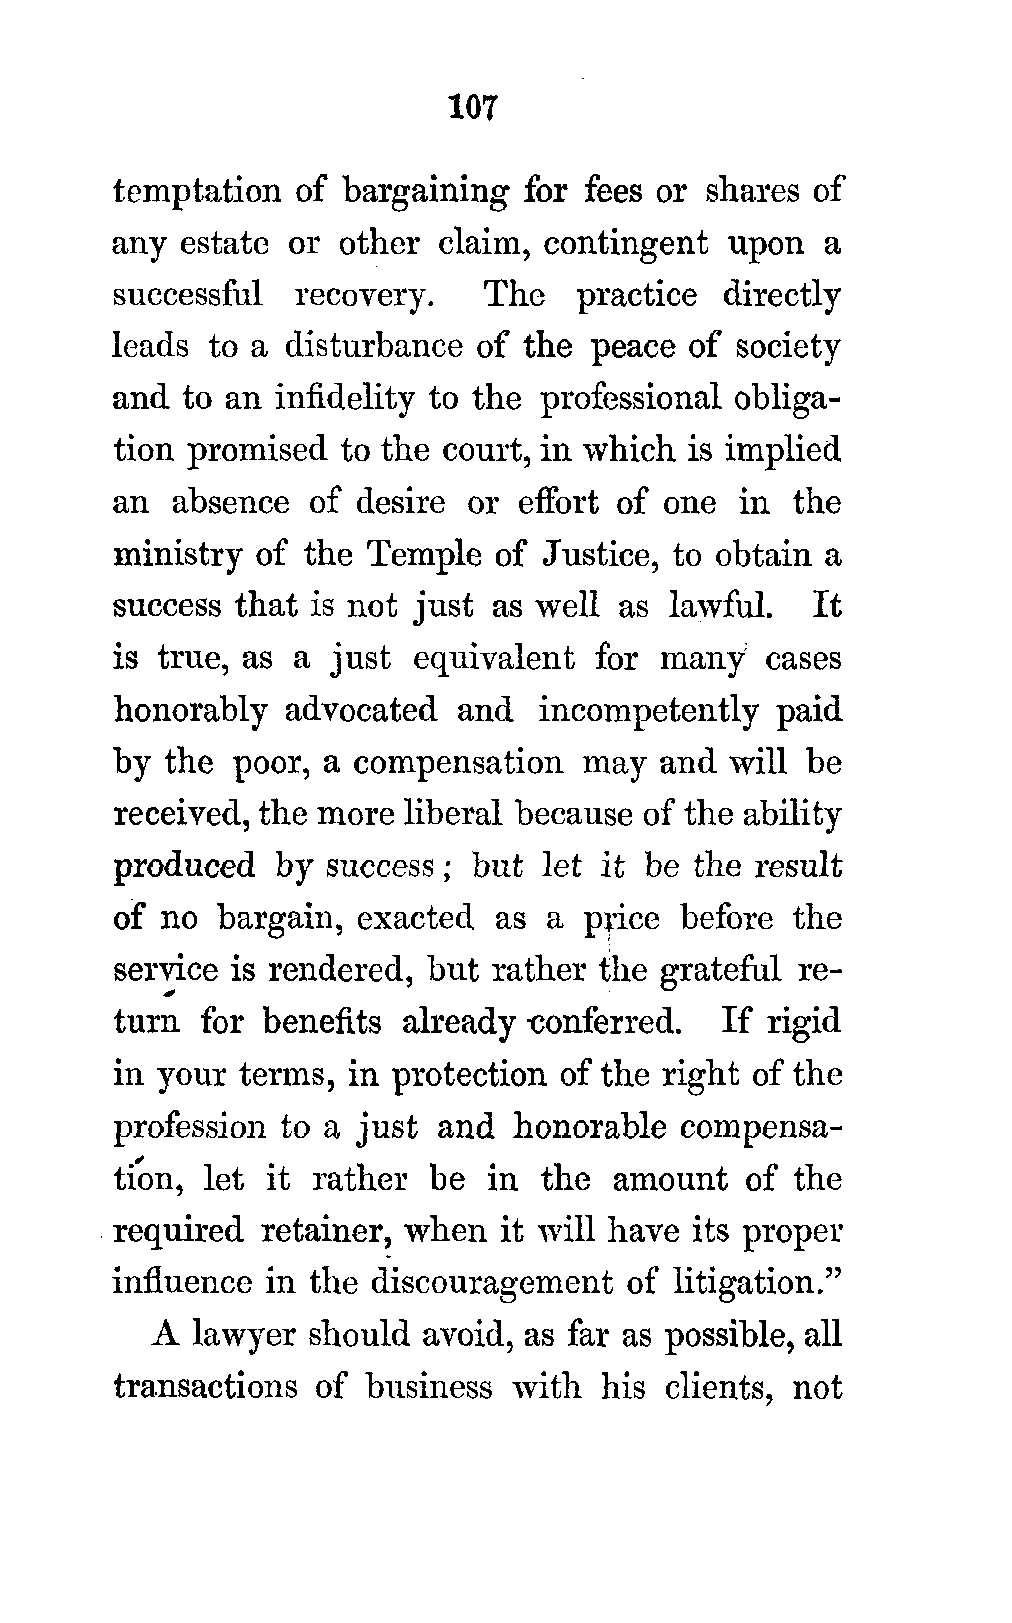 107
temptation of bargaining for fees or shares of
any estate or other claim, contingent upon a
successful recovery. The practice directly
leads to a disturbance of the peace of society
and to an infidelity to the professional obliga-
tion promised to the court, in which is implied
an absence of desire or effort of one in the
ministry of the Temple of Justice, to obtain a
success that is not just as well as lawful. It
is true, as a just equivalent for many cases
honorably advocated and incompetently paid
by the poor, a compensation may and will be
received, the more liberal because of the ability
produced by success; but let it be the result
of no bargain, exacted as a price before the
service is rendered, but rather the grateful re-
turn for benefits already conferred. If rigid
in your terms, in protection of the right of the
profession to a just and honorable compensa-
tion, let it rather be in the amount of the
required retainer, when it will have its proper
influence in the discouragement of litigation.”
A lawyer should avoid, as far as possible, all
transactions of business with his clients, not